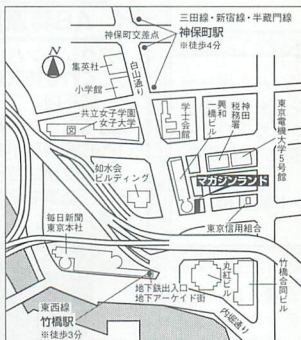 三田線・新宿線・半蔵門線
神保町駅
※徒歩4分
神保町交差点
N
集英社
白山通り
小学館
共立女子学園
女子大学
図
学士会館
興和一橋ビル
神田税務署
東京電機大学5号館
如水会
ビルディング
マガジンランド
毎日新聞
東京本社
東京信用組合
丸紅ビル
竹橋合同ビル
地下鉄出入口
地下アーケイド街
東西線
竹橋駅
※徒歩3分
内堀通り